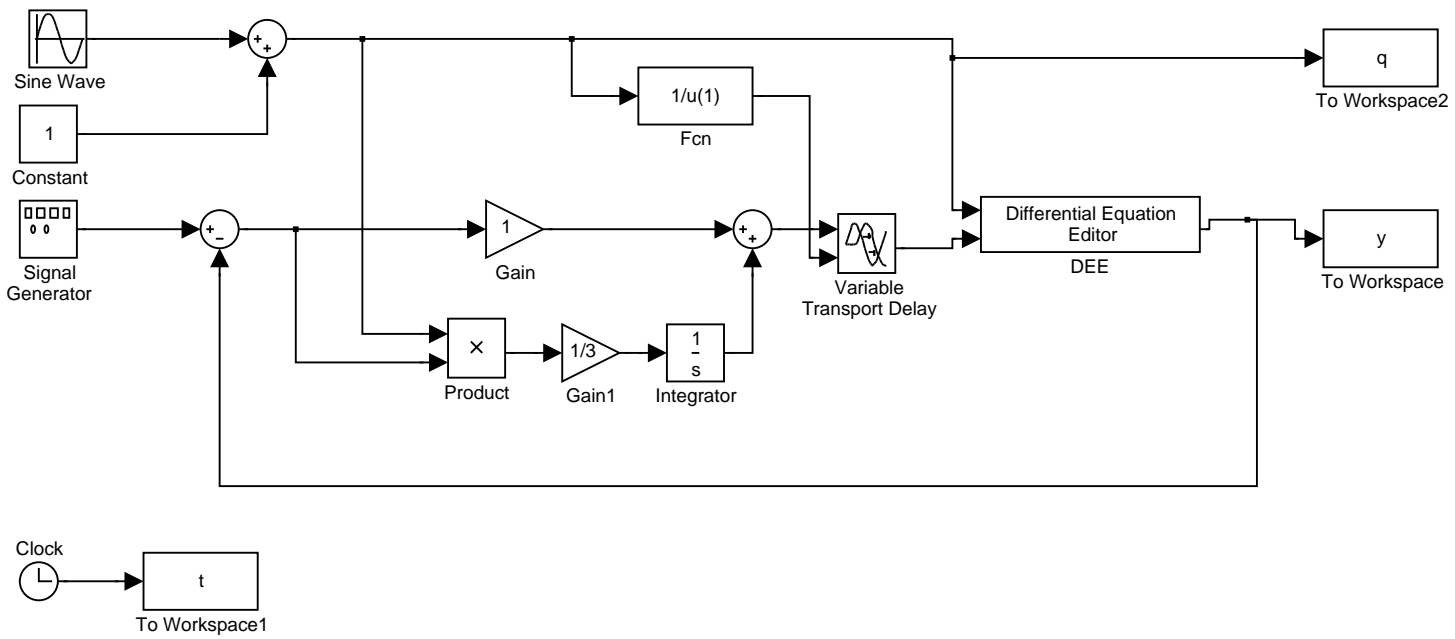 Sine Wave
1
Constant
Signal
Generator
+
+
+
−
1/u(1)
Fcn
1
Gain
+
+
Variable
Transport Delay
×
Product
1/3
Gain1
1
s
Integrator
Differential Equation
Editor
DEE
q
To Workspace2
y
To Workspace
Clock
t
To Workspace1